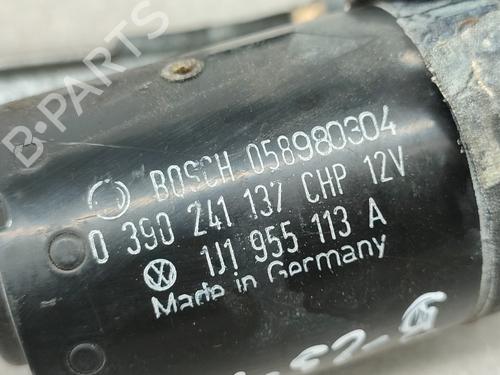 BOSCH 058980304
0 390 241 137 CHP 12V
1J1 955 113 A
Made in Germany
B-PARTS